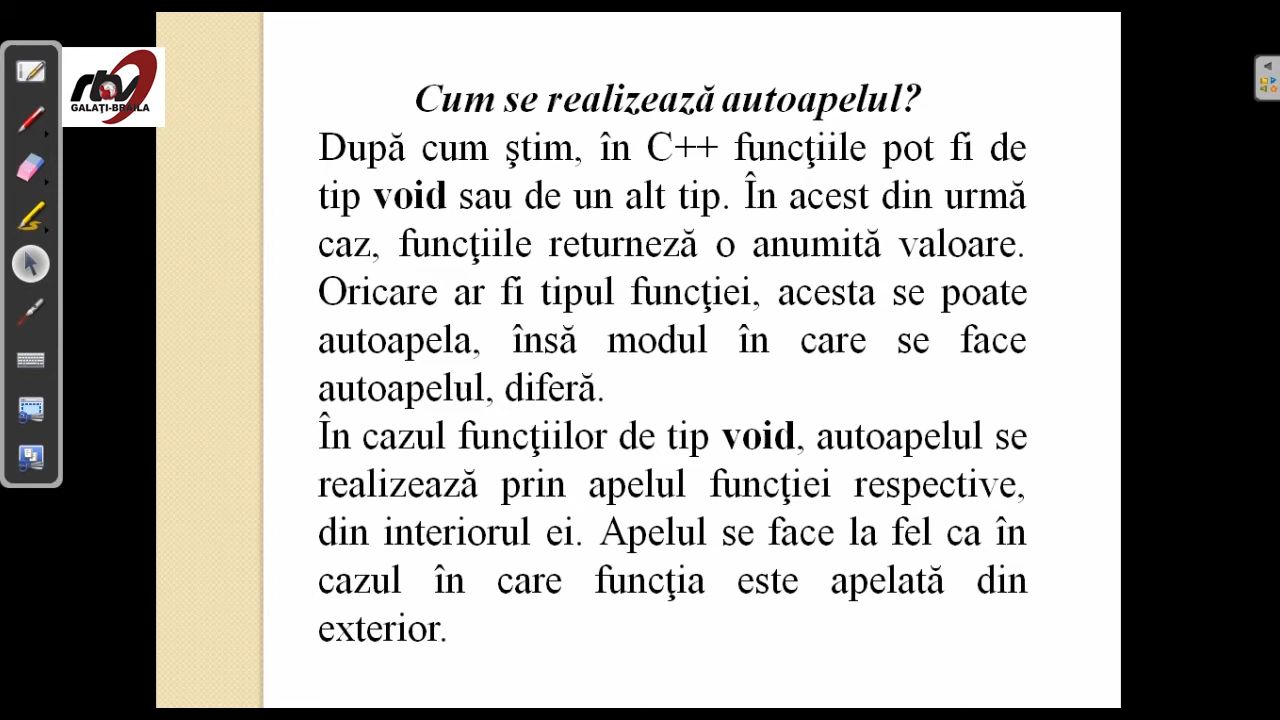 rtv
GALAȚI-BRĂILA
Cum se realizează autoapelul?
După cum ştim, în C++ funcţiile pot fi de
tip void sau de un alt tip. În acest din urmă
caz, funcţiile returneză o anumită valoare.
Oricare ar fi tipul funcţiei, acesta se poate
autoapela, însă modul în care se face
autoapelul, diferă.
În cazul funcţiilor de tip void, autoapelul se
realizează prin apelul funcţiei respective,
din interiorul ei. Apelul se face la fel ca în
cazul în care funcţia este apelată din
exterior.